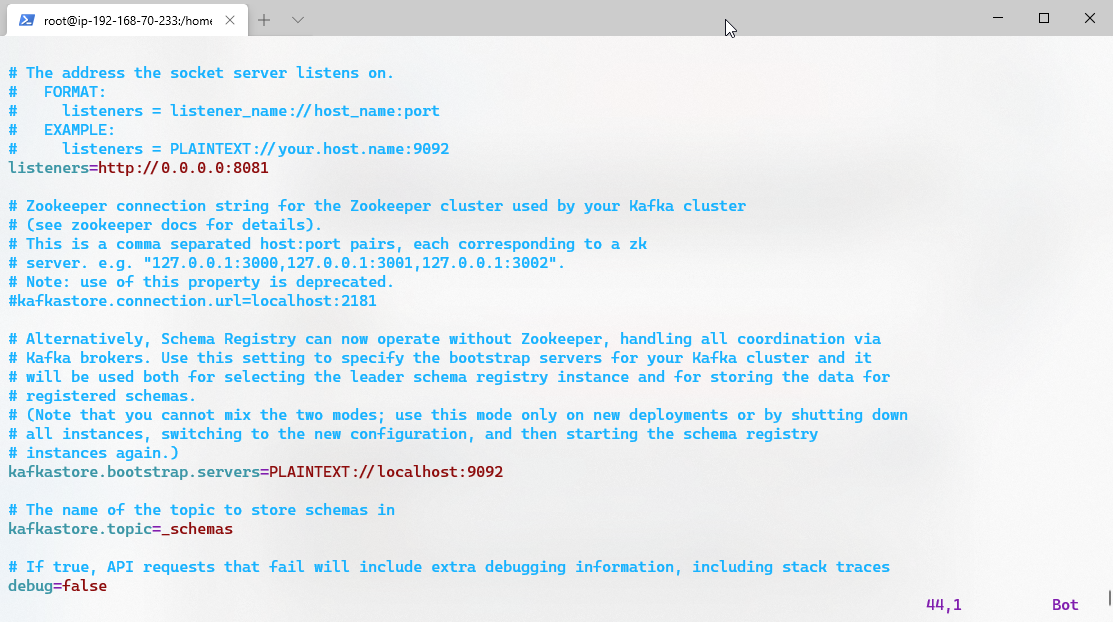 root@ip-192-168-70-233:/home
# The address the socket server listens on.
#   FORMAT:
#     listeners = listener_name://host_name:port
#   EXAMPLE:
#     listeners = PLAINTEXT://your.host.name:9092
listeners=http://0.0.0.0:8081
# Zookeeper connection string for the Zookeeper cluster used by your Kafka cluster
# (see zookeeper docs for details).
# This is a comma separated host:port pairs, each corresponding to a zk
# server. e.g. "127.0.0.1:3000,127.0.0.1:3001,127.0.0.1:3002".
# Note: use of this property is deprecated.
#kafkastore.connection.url=localhost:2181
# Alternatively, Schema Registry can now operate without Zookeeper, handling all coordination via
# Kafka brokers. Use this setting to specify the bootstrap servers for your Kafka cluster and it
# will be used both for selecting the leader schema registry instance and for storing the data for
# registered schemas.
# (Note that you cannot mix the two modes; use this mode only on new deployments or by shutting down
# all instances, switching to the new configuration, and then starting the schema registry
# instances again.)
kafkastore.bootstrap.servers=PLAINTEXT://localhost:9092
# The name of the topic to store schemas in
kafkastore.topic=_schemas
# If true, API requests that fail will include extra debugging information, including stack traces
debug=false
44,1 Bot